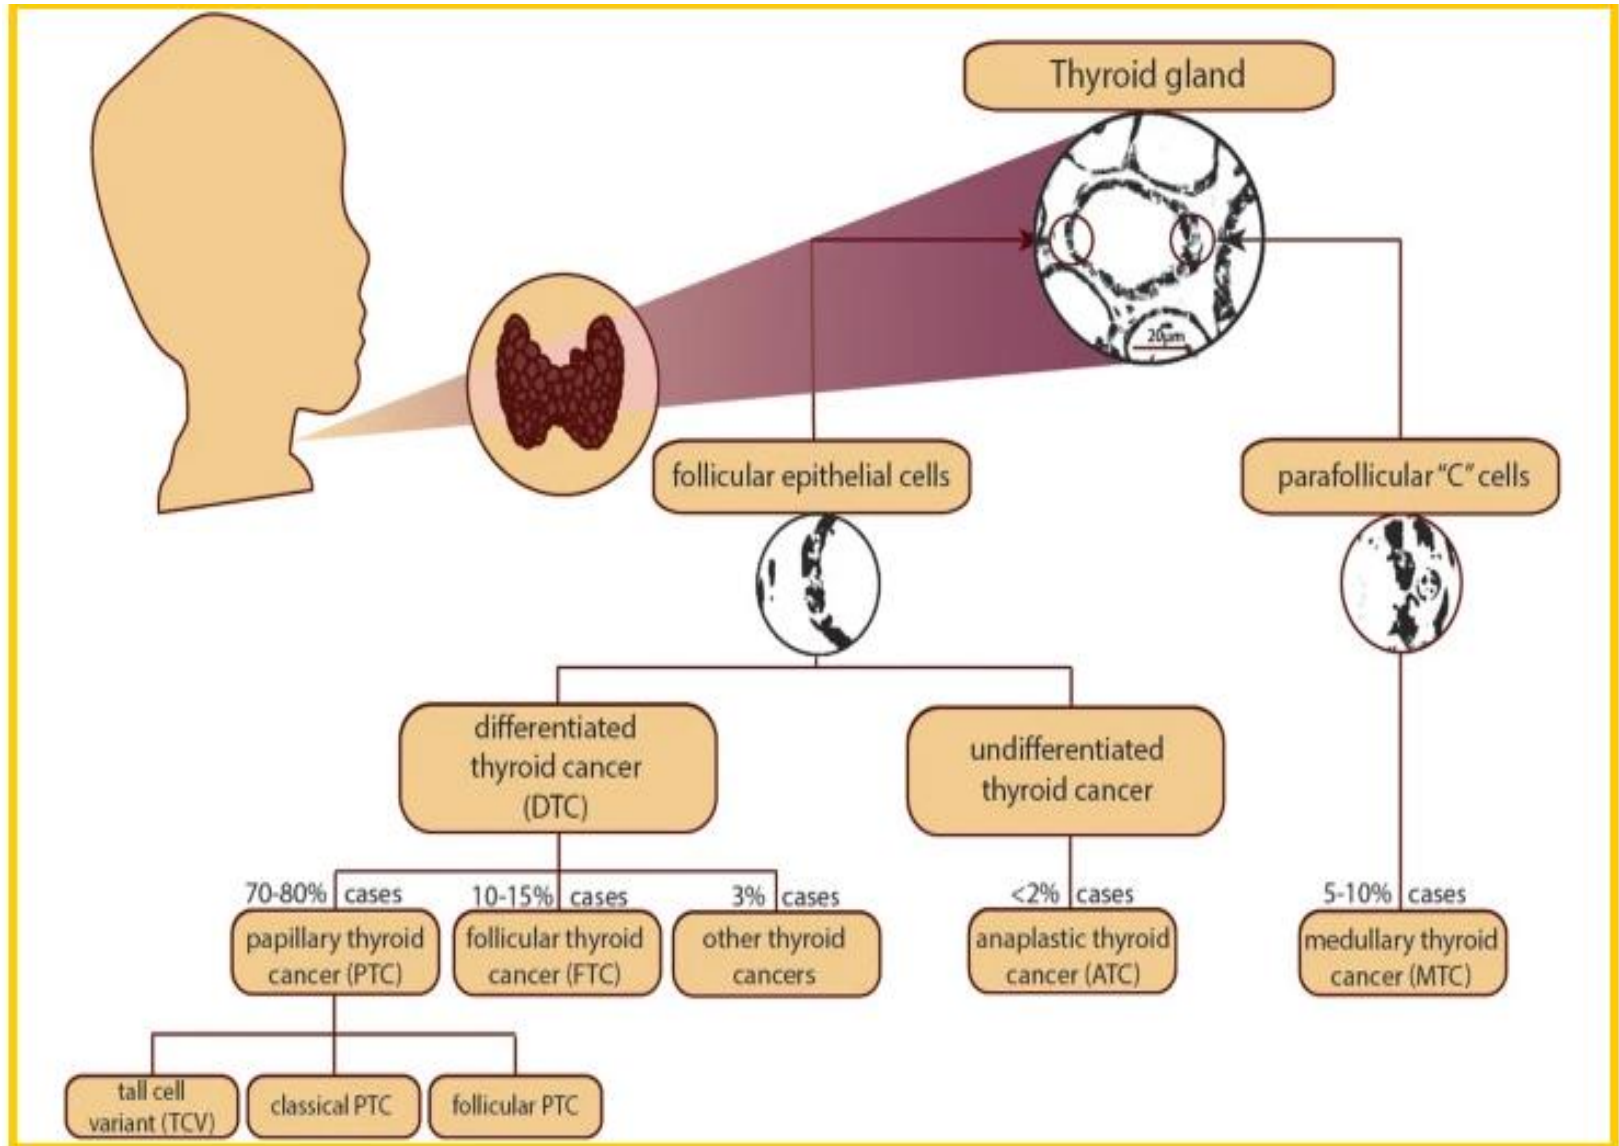 Thyroid gland
20µm
follicular epithelial cells
parafollicular "C" cells
differentiated
thyroid cancer
(DTC)
undifferentiated
thyroid cancer
70-80% cases
10-15% cases
3% cases
<2% cases
5-10% cases
papillary thyroid
cancer (PTC)
follicular thyroid
cancer (FTC)
other thyroid
cancers
anaplastic thyroid
cancer (ATC)
medullary thyroid
cancer (MTC)
tall cell
variant (TCV)
classical PTC
follicular PTC